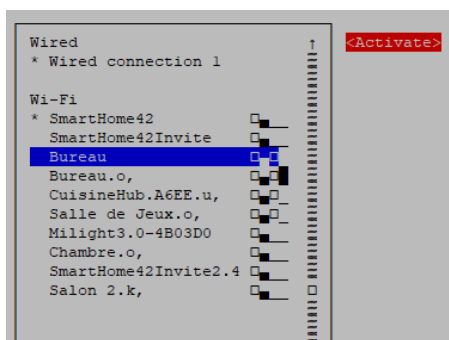 Wired
<Activate>
* Wired connection 1
Wi-Fi
* SmartHome42
SmartHome42Invite
Bureau
Bureau.o,
CuisineHub.A6EE.u,
Salle de Jeux.o,
Milight3.0-4B03D0
Chambre.o,
SmartHome42Invite2.4
Salon 2.k,